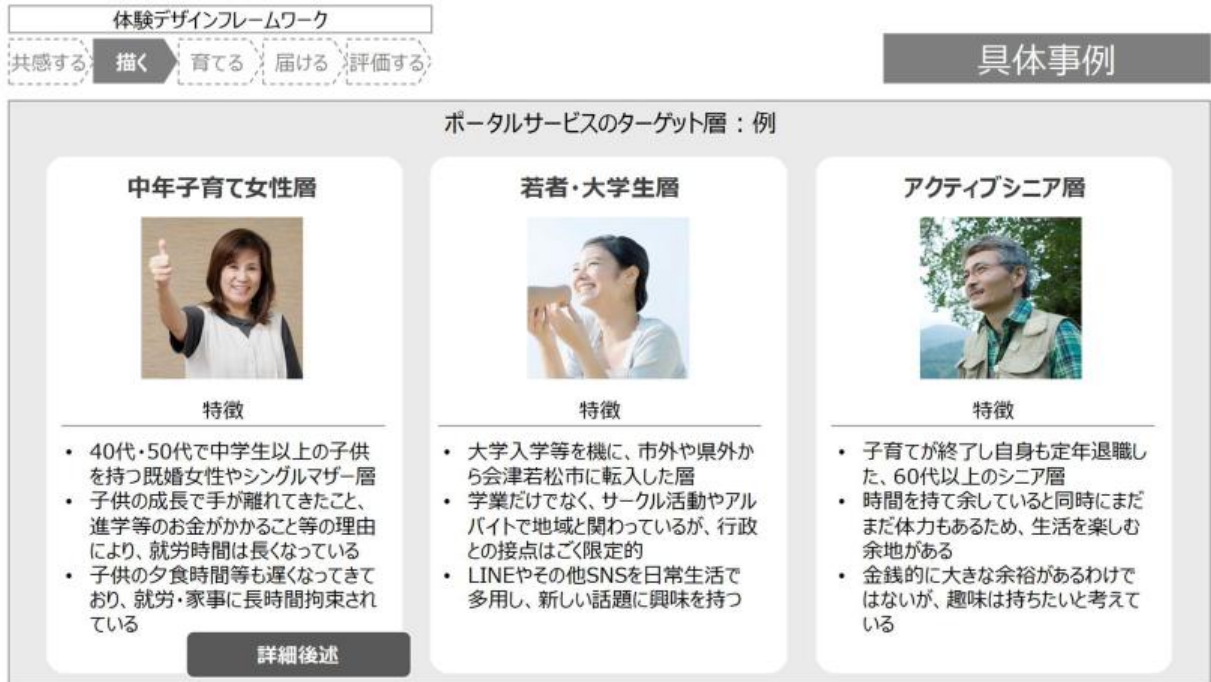 体験デザインフレームワーク
共感する
描く
育てる
届ける
評価する
具体事例
ポータルサービスのターゲット層：例
中年子育て女性層
特徴
• 40代・50代で中学生以上の子供
を持つ既婚女性やシングルマザー層
• 子供の成長で手が離れてきたこと、
進学等のお金がかかること等の理由
により、就労時間は長くなっている
• 子供の夕食時間等も遅くなってきて
おり、就労・家事に長時間拘束され
ている
詳細後述
若者・大学生層
特徴
• 大学入学等を機に、市外や県外か
ら会津若松市に転入した層
• 学業だけでなく、サークル活動やアル
バイトで地域と関わっているが、行政
との接点はごく限定的
• LINEやその他SNSを日常生活で
多用し、新しい話題に興味を持つ
アクティブシニア層
特徴
• 子育てが終了し自身も定年退職し
た、60代以上のシニア層
• 時間を持て余していると同時にまだ
まだ体力もあるため、生活を楽しむ
余地がある
• 金銭的に大きな余裕があるわけで
はないが、趣味は持ちたいと考えて
いる